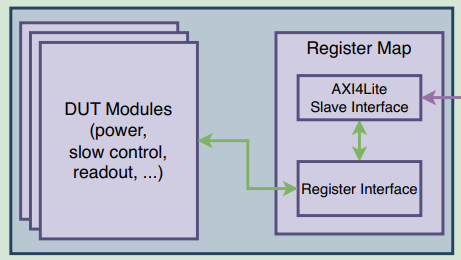 DUT Modules
(power,
slow control,
readout, ...)
Register Map
AXI4Lite
Slave Interface
Register Interface